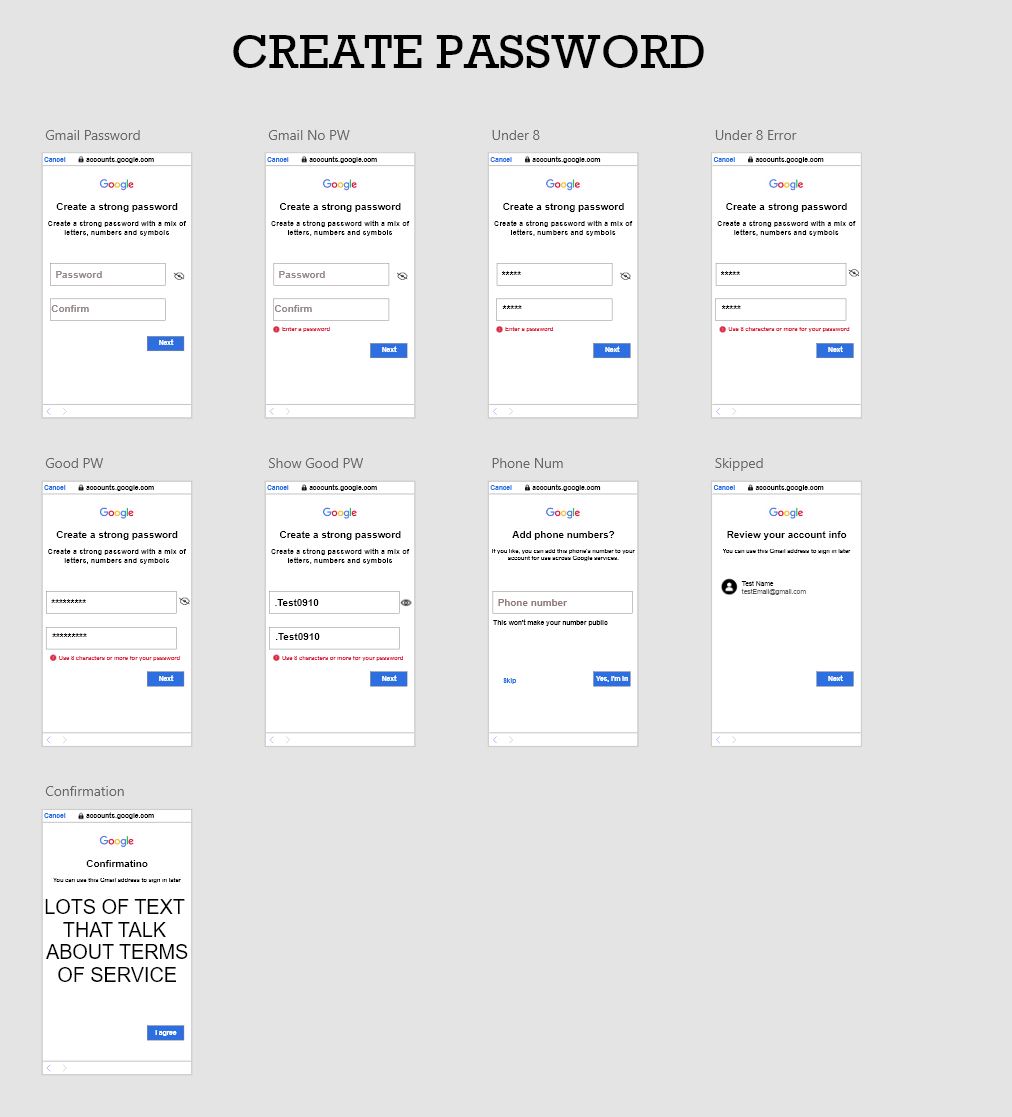 CREATE PASSWORD
Gmail Password
Cancel accounts.google.com
Google
Create a strong password
Create a strong password with a mix of
letters, numbers and symbols
Password
Confirm
Next
Gmail No PW
Cancel accounts.google.com
Google
Create a strong password
Create a strong password with a mix of
letters, numbers and symbols
Password
Confirm
Enter a password
Next
Under 8
Cancel accounts.google.com
Google
Create a strong password
Create a strong password with a mix of
letters, numbers and symbols
*****
*****
Enter a password
Next
Under 8 Error
Cancel accounts.google.com
Google
Create a strong password
Create a strong password with a mix of
letters, numbers and symbols
*****
*****
Use 8 characters or more for your password
Next
Good PW
Cancel accounts.google.com
Google
Create a strong password
Create a strong password with a mix of
letters, numbers and symbols
*********
*********
Use 8 characters or more for your password
Next
Show Good PW
Cancel accounts.google.com
Google
Create a strong password
Create a strong password with a mix of
letters, numbers and symbols
.Test0910
.Test0910
Use 8 characters or more for your password
Next
Phone Num
Cancel accounts.google.com
Google
Add phone numbers?
If you like, you can add this phone's number to your
account for use across Google services.
Phone number
This won't make your number public
Skip
Yes, I'm in
Skipped
Cancel accounts.google.com
Google
Review your account info
You can use this Gmail address to sign in later
Test Name
testEmail@gmail.com
Next
Confirmation
Cancel accounts.google.com
Google
Confirmatino
You can use this Gmail address to sign in later
LOTS OF TEXT
THAT TALK
ABOUT TERMS
OF SERVICE
I agree